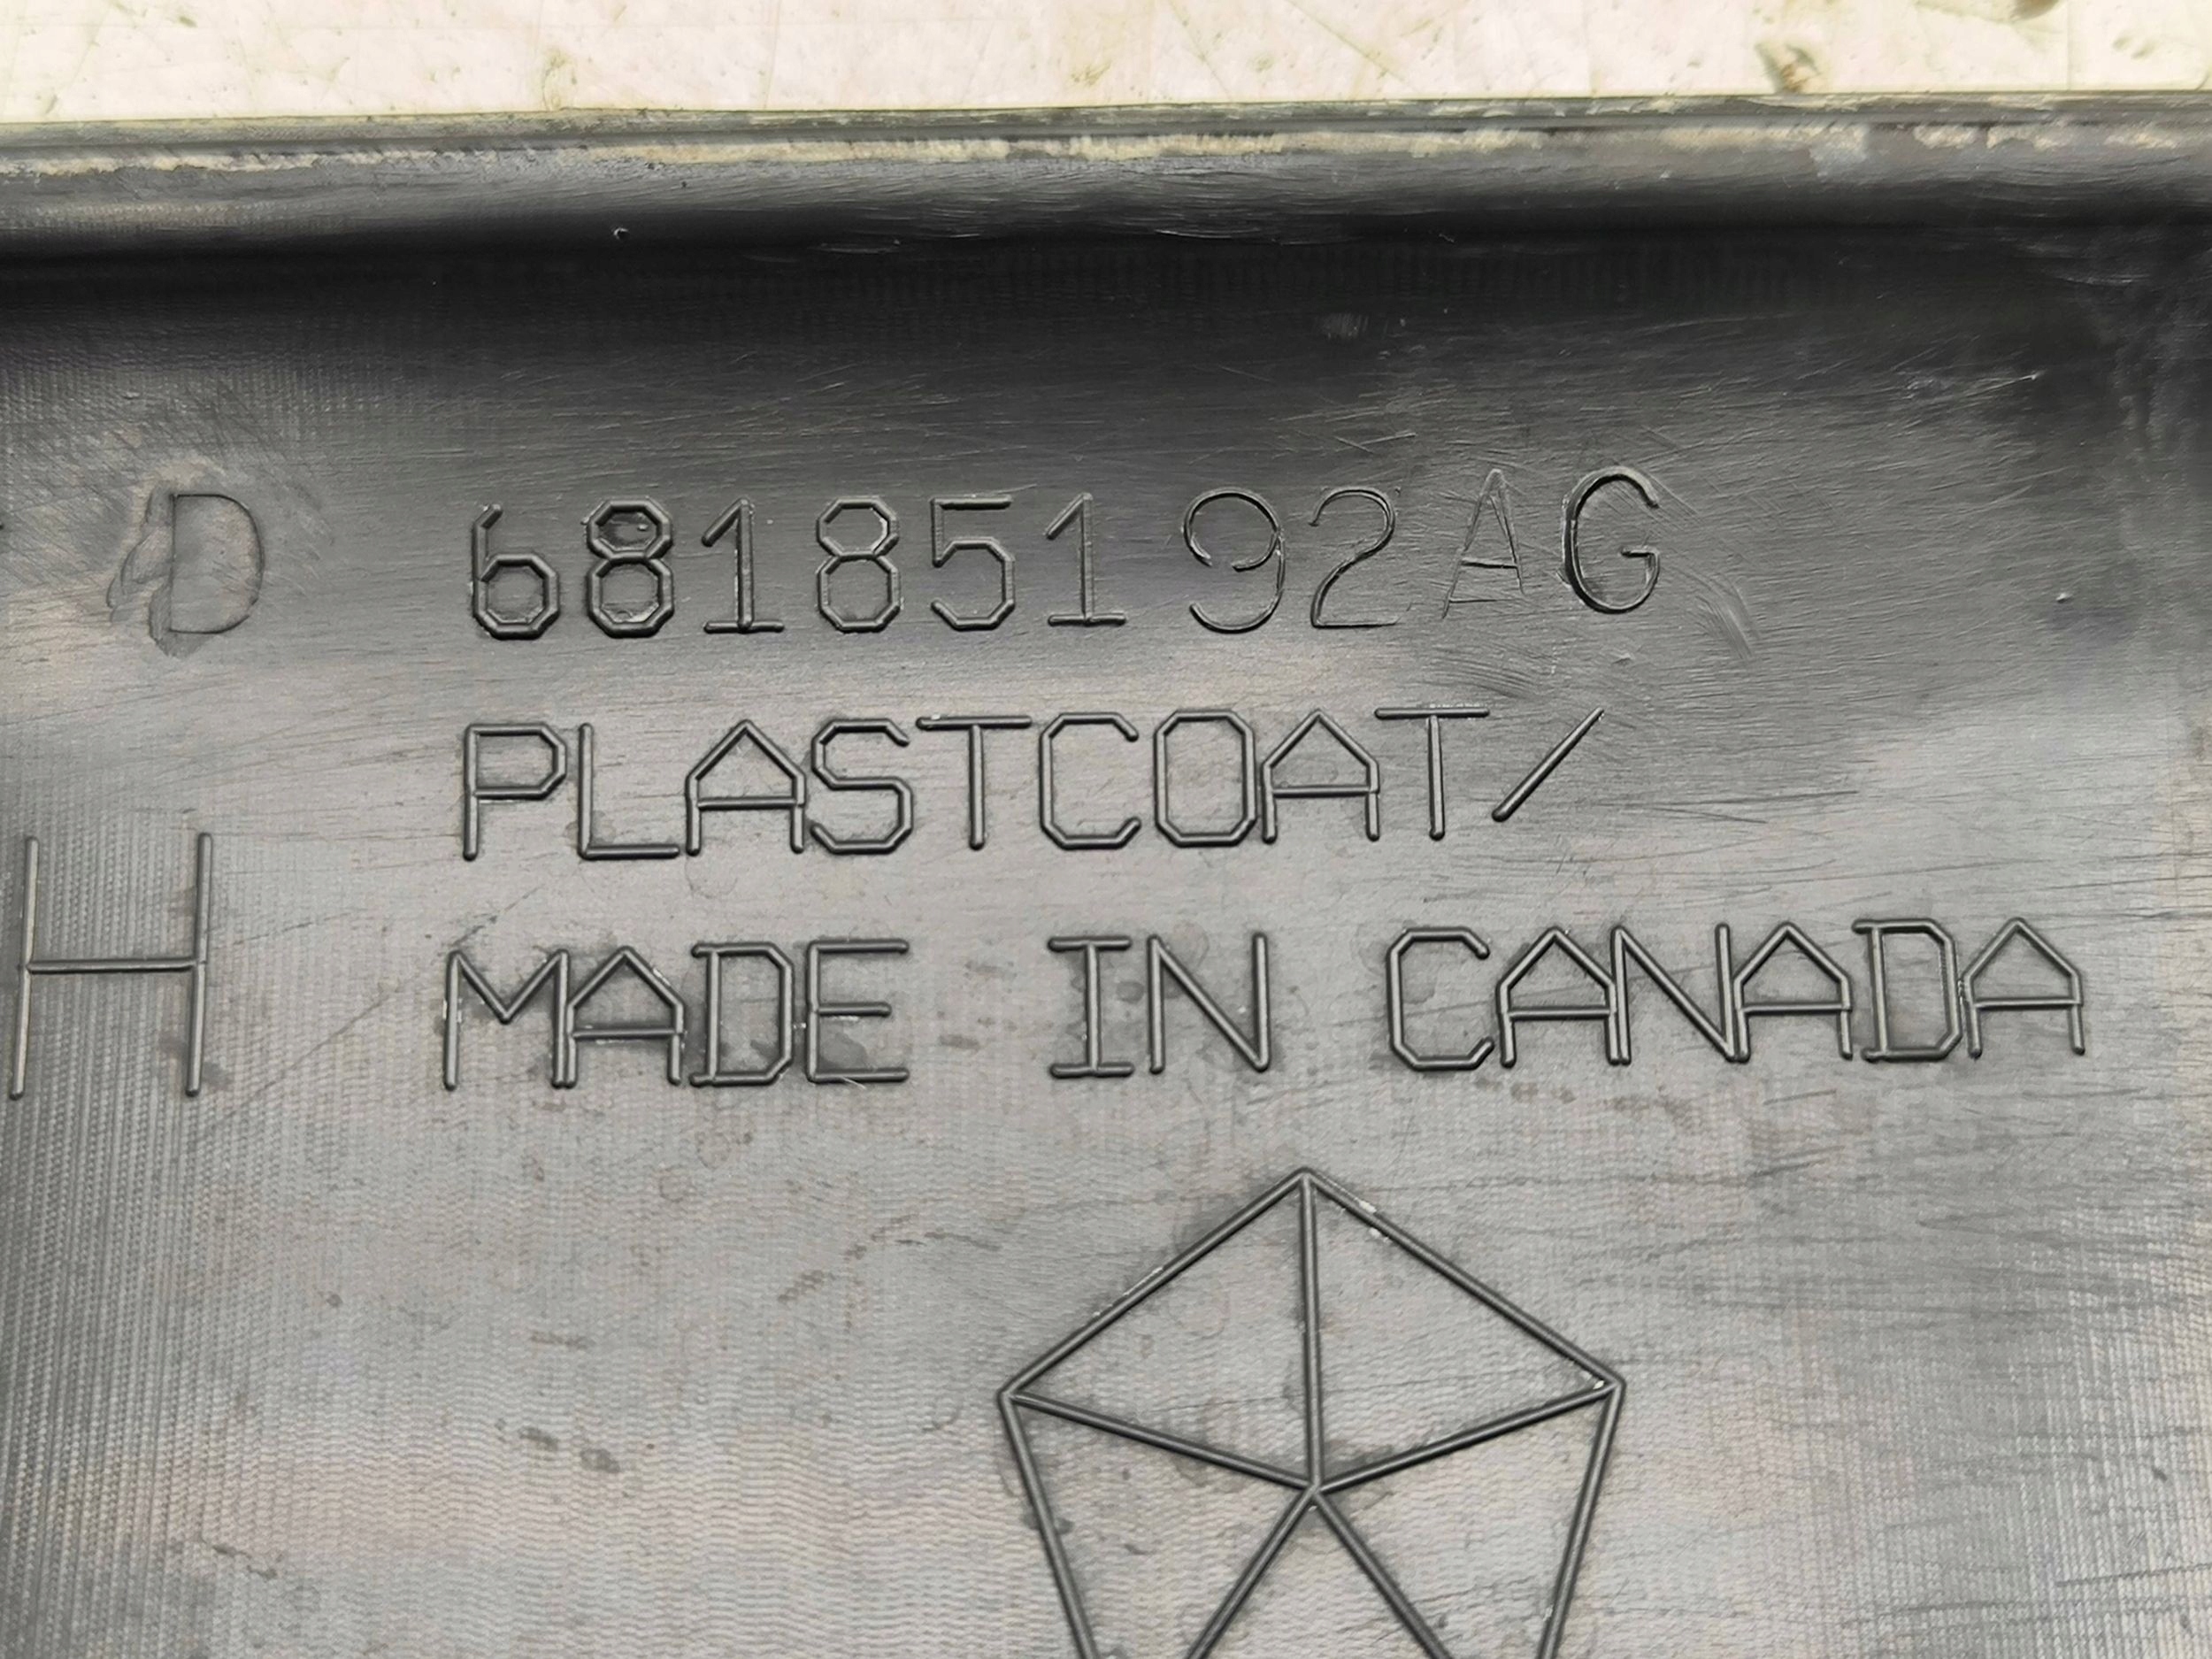 D 68185192AG
PLASTCOAT/
H
MADE IN CANADA